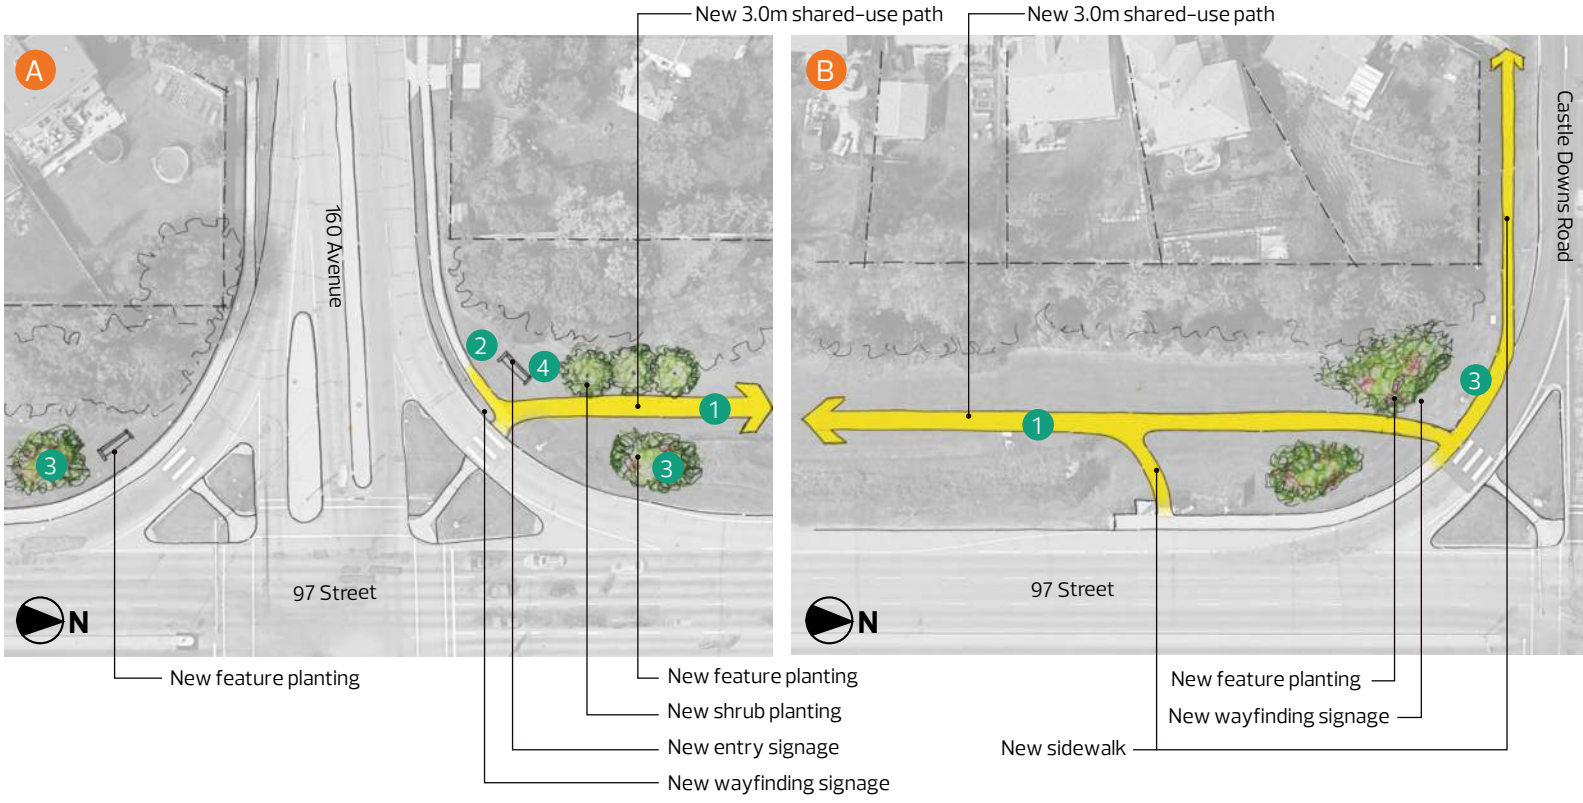 New 3.0m shared-use path
New 3.0m shared-use path
A
160 Avenue
2
4
1
3
3
97 Street
N
B
Castle Downs Road
3
1
97 Street
N
New feature planting
New feature planting
New shrub planting
New entry signage
New wayfinding signage
New feature planting
New wayfinding signage
New sidewalk